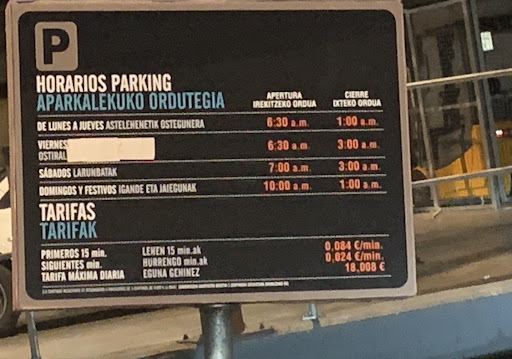 P
HORARIOS PARKING
APARKALEKUKO ORDUTEGIA
APERTURA CIERRE
IREKITZEKO ORDUA IXTEKO ORDUA
DE LUNES A JUEVES ASTELEHENETIK OSTEGUNERA 6:30 a.m. 1:00 a.m.
VIERNES
OSTIRAL 6:30 a.m. 3:00 a.m.
SÁBADOS LARUNBATAK 7:00 a.m. 3:00 a.m.
DOMINGOS Y FESTIVOS IGANDE ETA JAIEGUNAK 10:00 a.m. 1:00 a.m.
TARIFAS
TARIFAK
PRIMEROS 15 min. LEHEN 15 min.ak 0,084 €/min.
SIGUIENTES min. HURRENGO min.ak 0,024 €/min.
TARIFA MÁXIMA DIARIA EGUNA GEHINEZ 18,008 €